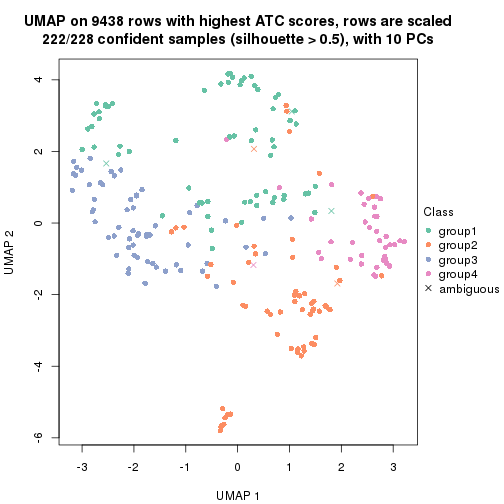 UMAP on 9438 rows with highest ATC scores, rows are scaled
222/228 confident samples (silhouette > 0.5), with 10 PCs
4
2
0
-2
-4
-6
UMAP 2
-3
-2
-1
0
1
2
3
UMAP 1
Class
group1
group2
group3
group4
ambiguous